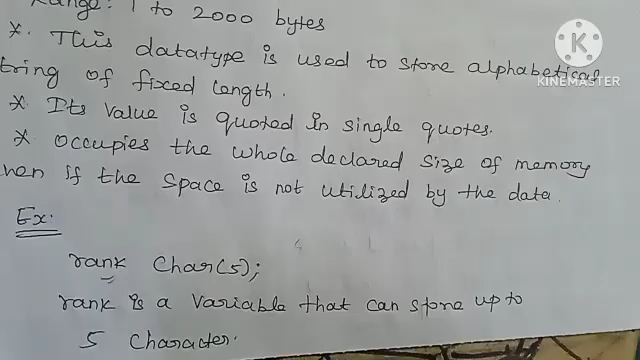 Range: 1 to 2000 bytes
*. This datatype is used to store alphabetical
tring of fixed length.
* Its value is quoted in single quotes.
* Occupies the whole declared size of memory
ven if the space is not utilized by the data.
Ex:
rank Char(5);
rank is a variable that can store up to
5 Character.
KINEMASTER